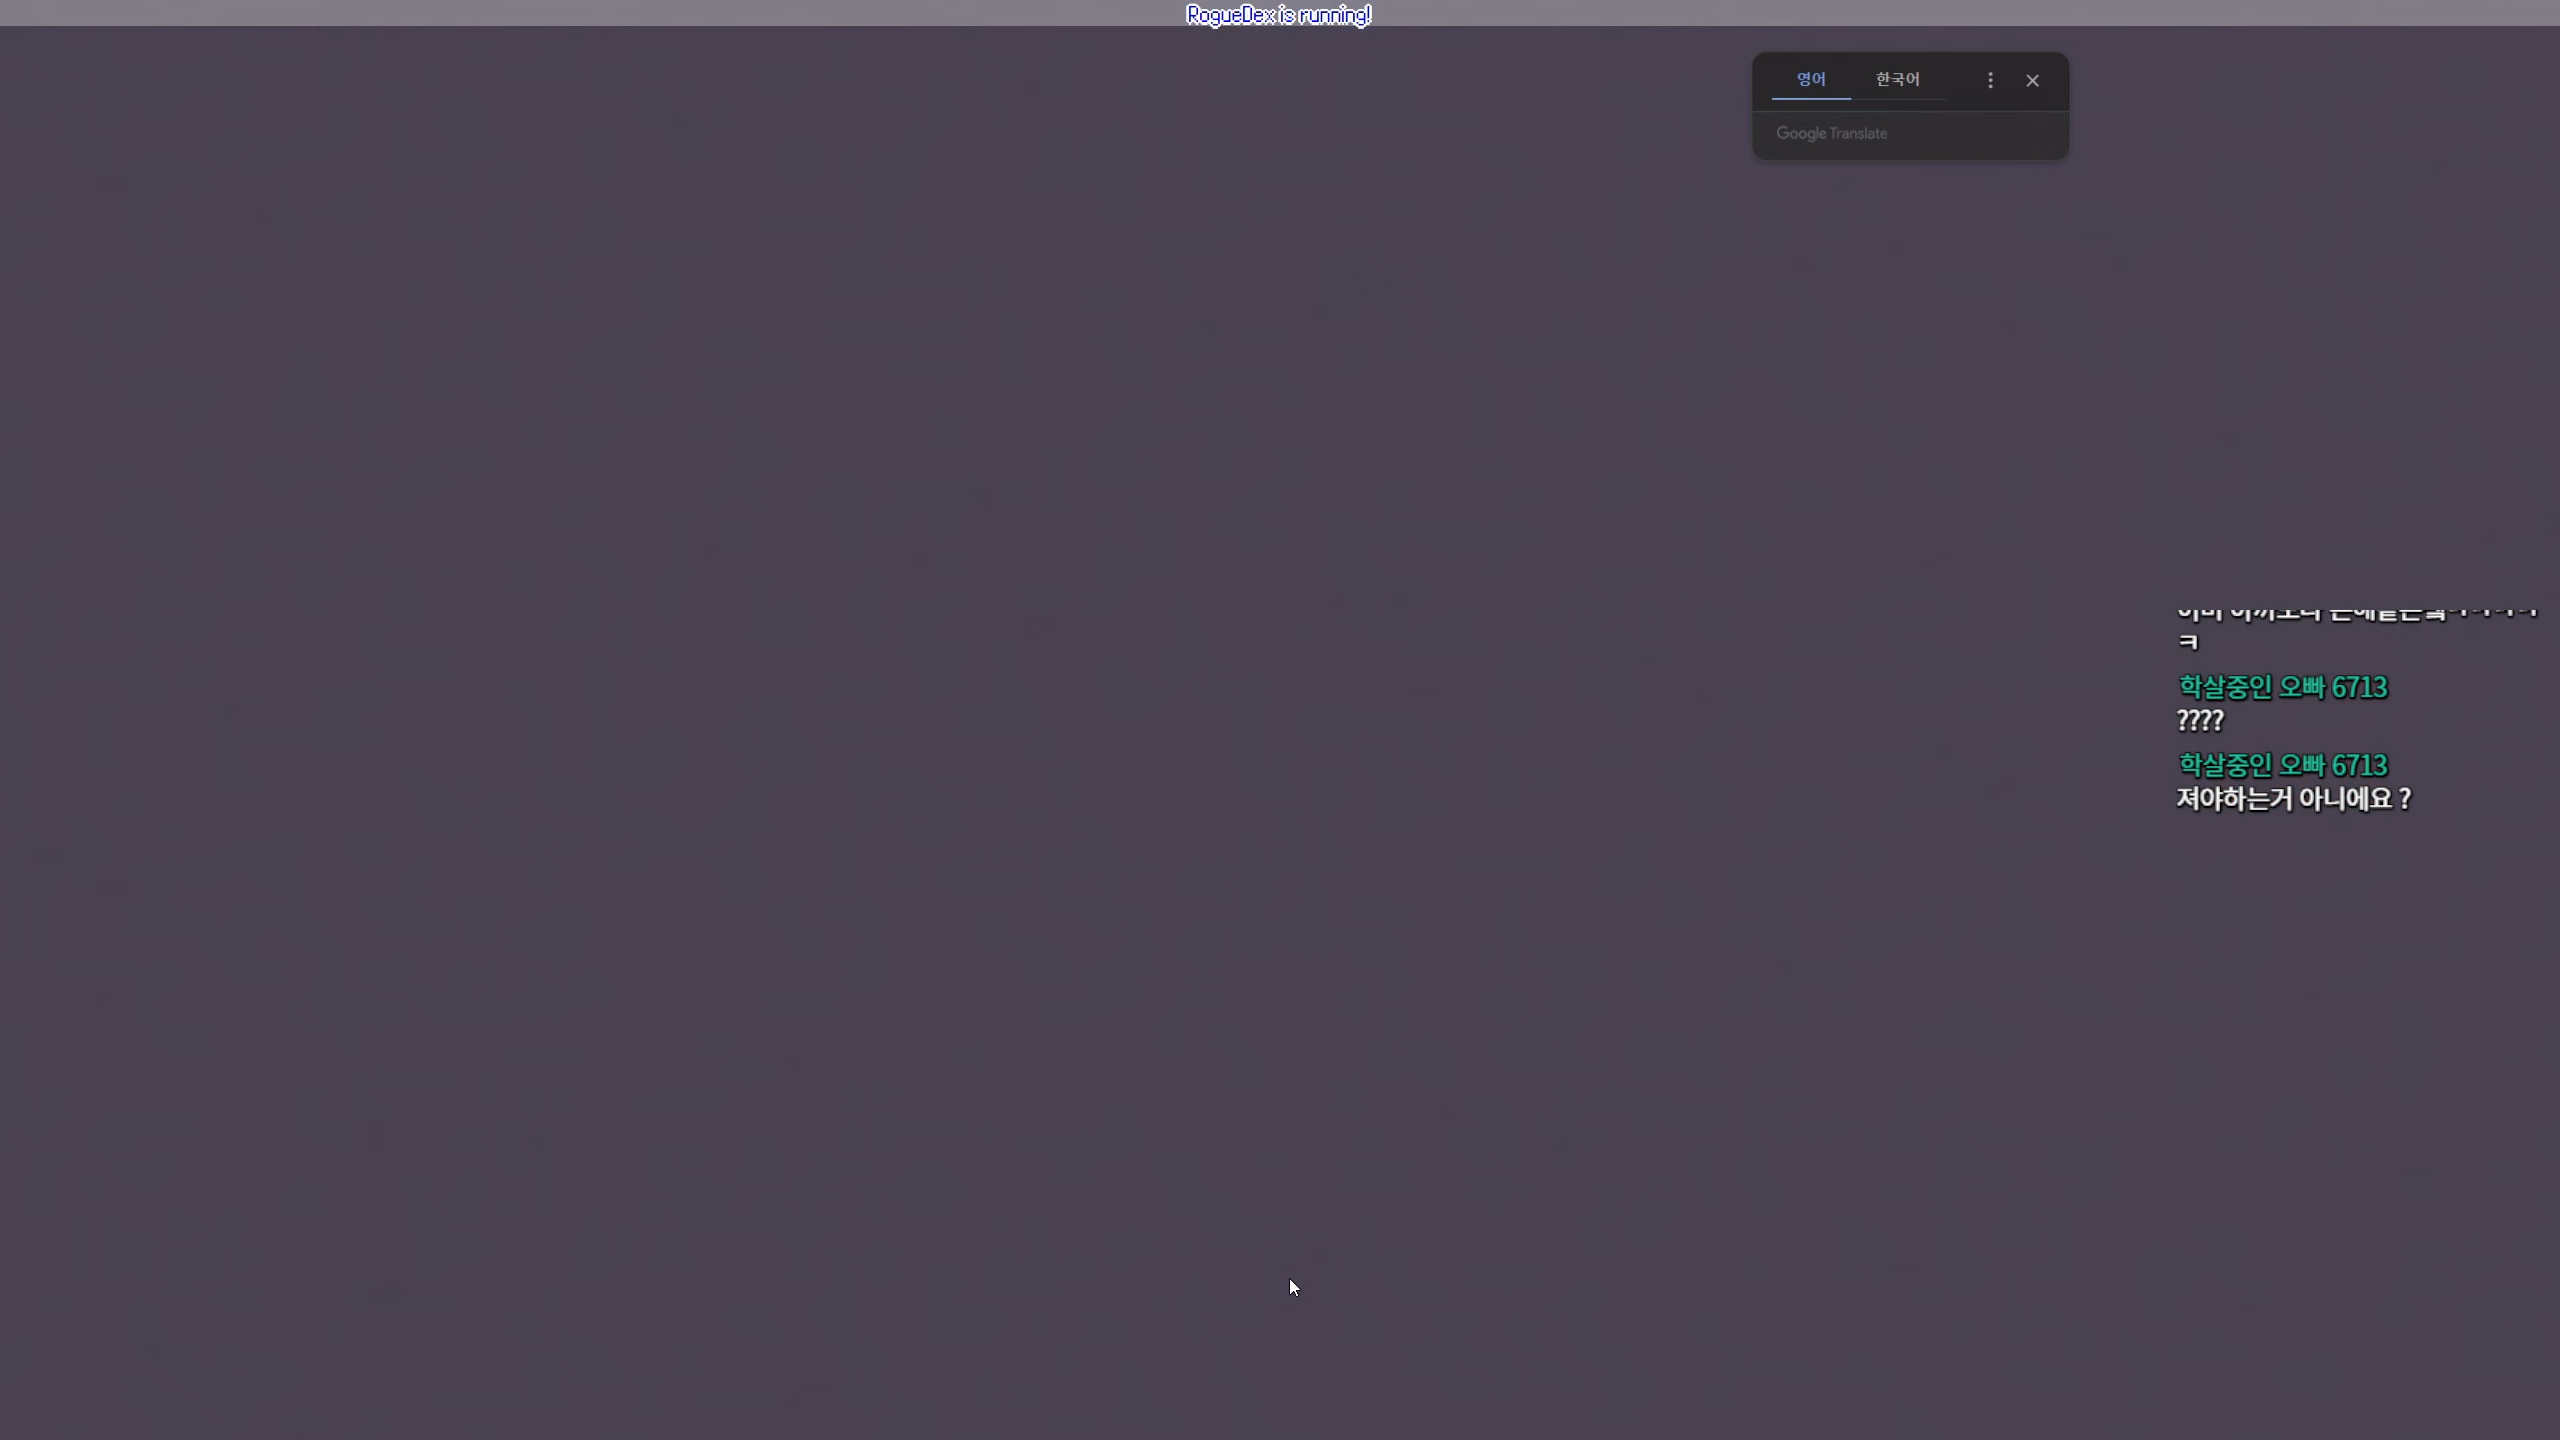 RogueDex is running!
영어 한국어
Google Translate
ㅋ
학살중인 오빠 6713
????
학살중인 오빠 6713
져야하는거 아니에요 ?